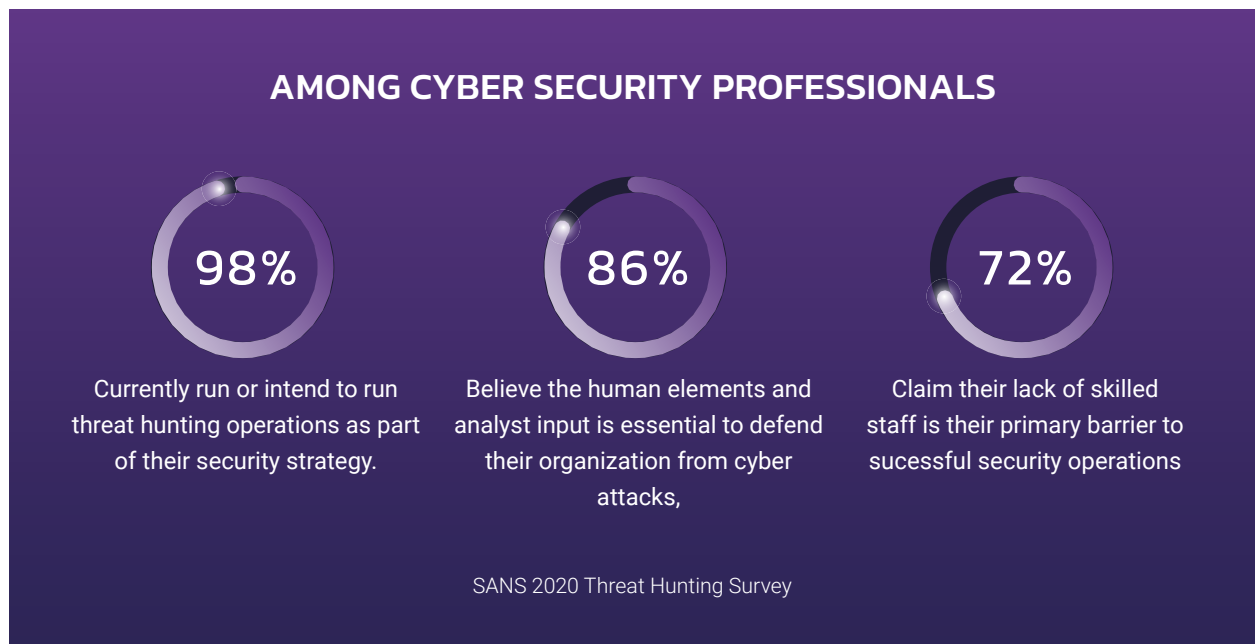 AMONG CYBER SECURITY PROFESSIONALS
98%
86%
72%
Currently run or intend to run
threat hunting operations as part
of their security strategy.
Believe the human elements and
analyst input is essential to defend
their organization from cyber
attacks,
Claim their lack of skilled
staff is their primary barrier to
sucessful security operations
SANS 2020 Threat Hunting Survey